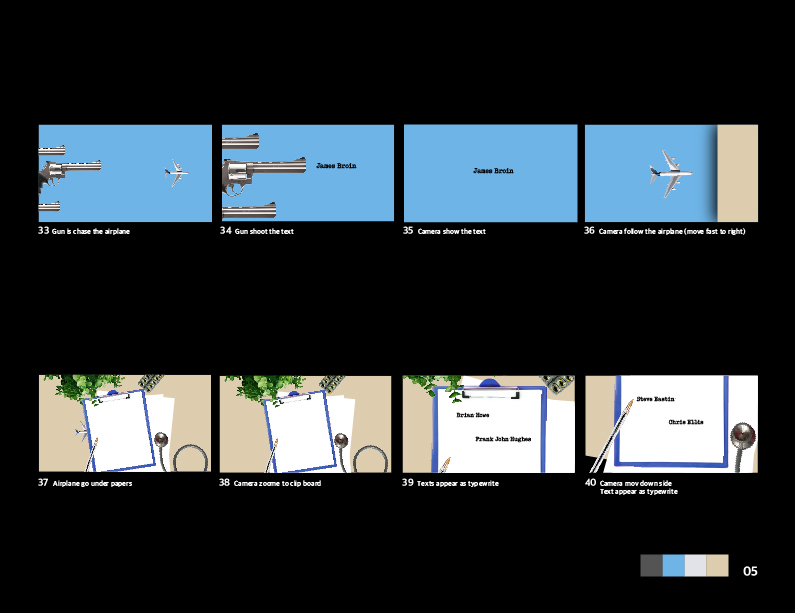 James Broin
James Broin
33 Gun is chase the airplane
34 Gun shoot the text
35 Camera show the text
36 Camera follow the airplane (move fast to right)
Brian Howe
Frank John Hughes
Steve Eastin
Chris Ellis
37 Airplane go under papers
38 Camera zoome to clip board
39 Texts appear as typewrite
40 Camera mov down side
Text appear as typewrite
05